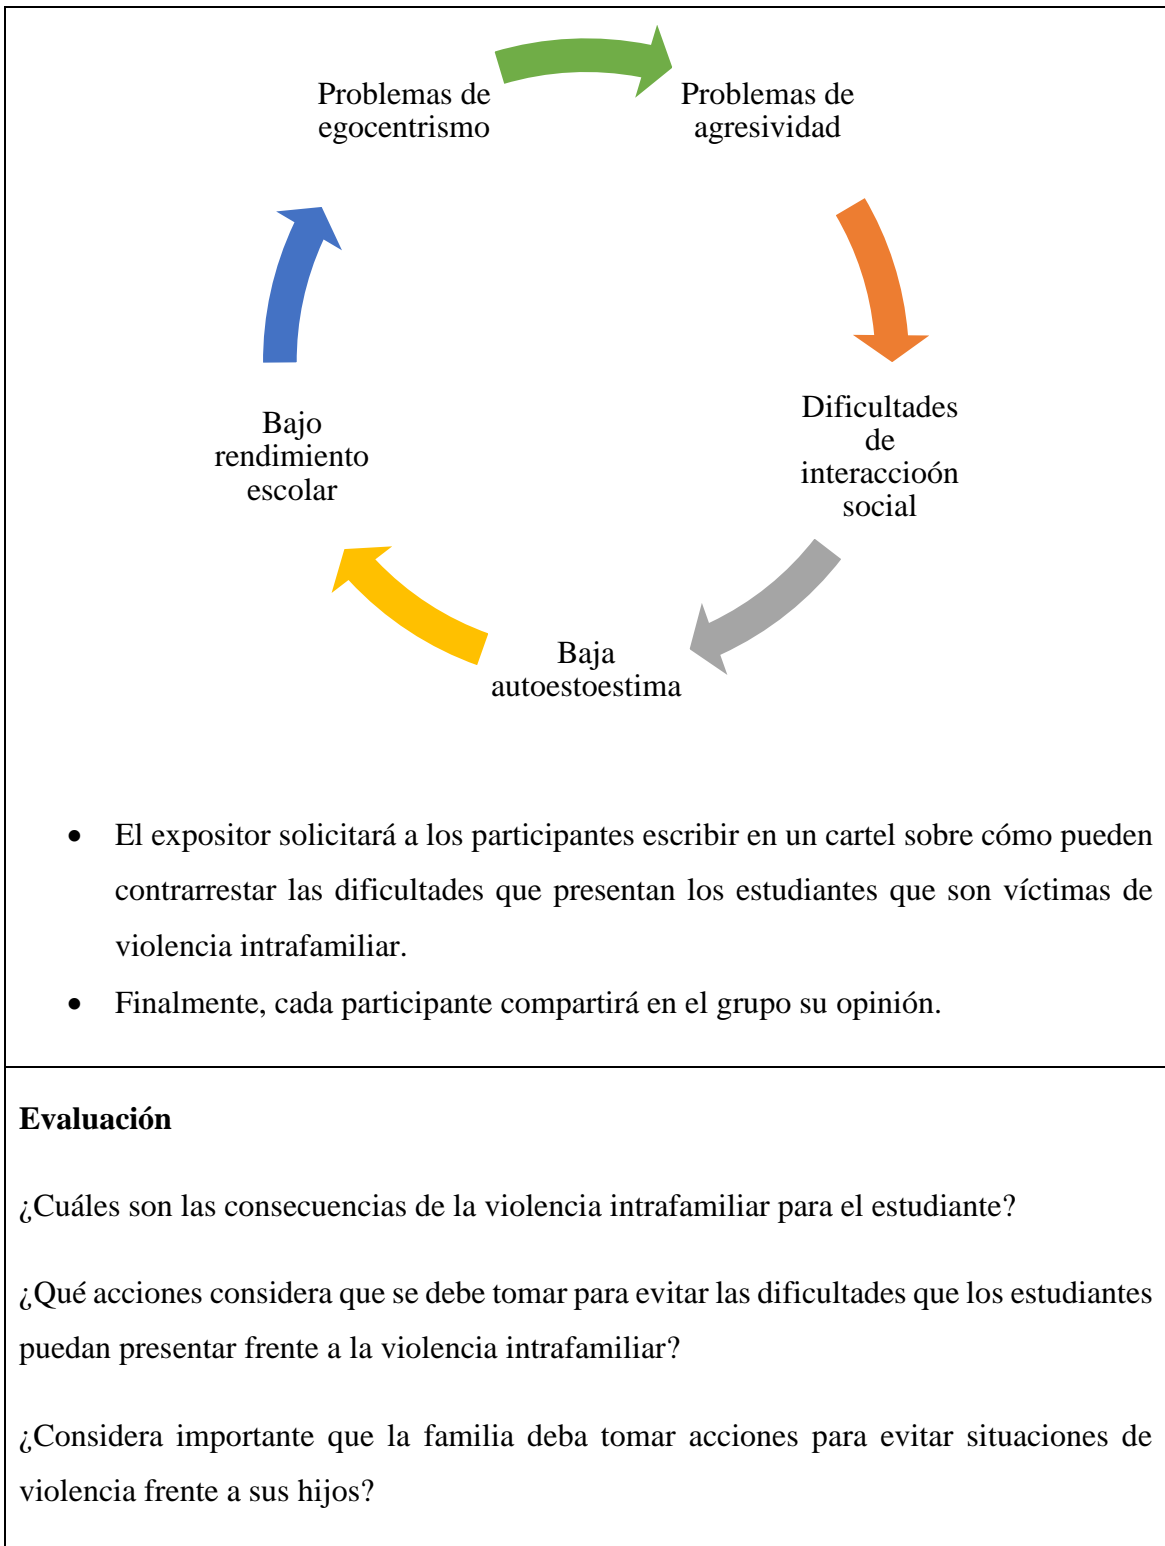 Problemas de
egocentrismo
Problemas de
agresividad
Dificultades
de
interaccioón
social
Baja
autoestoestima
Bajo
rendimiento
escolar
• El expositor solicitará a los participantes escribir en un cartel sobre cómo pueden
contrarrestar las dificultades que presentan los estudiantes que son víctimas de
violencia intrafamiliar.
• Finalmente, cada participante compartirá en el grupo su opinión.
Evaluación
¿Cuáles son las consecuencias de la violencia intrafamiliar para el estudiante?
¿Qué acciones considera que se debe tomar para evitar las dificultades que los estudiantes
puedan presentar frente a la violencia intrafamiliar?
¿Considera importante que la familia deba tomar acciones para evitar situaciones de
violencia frente a sus hijos?